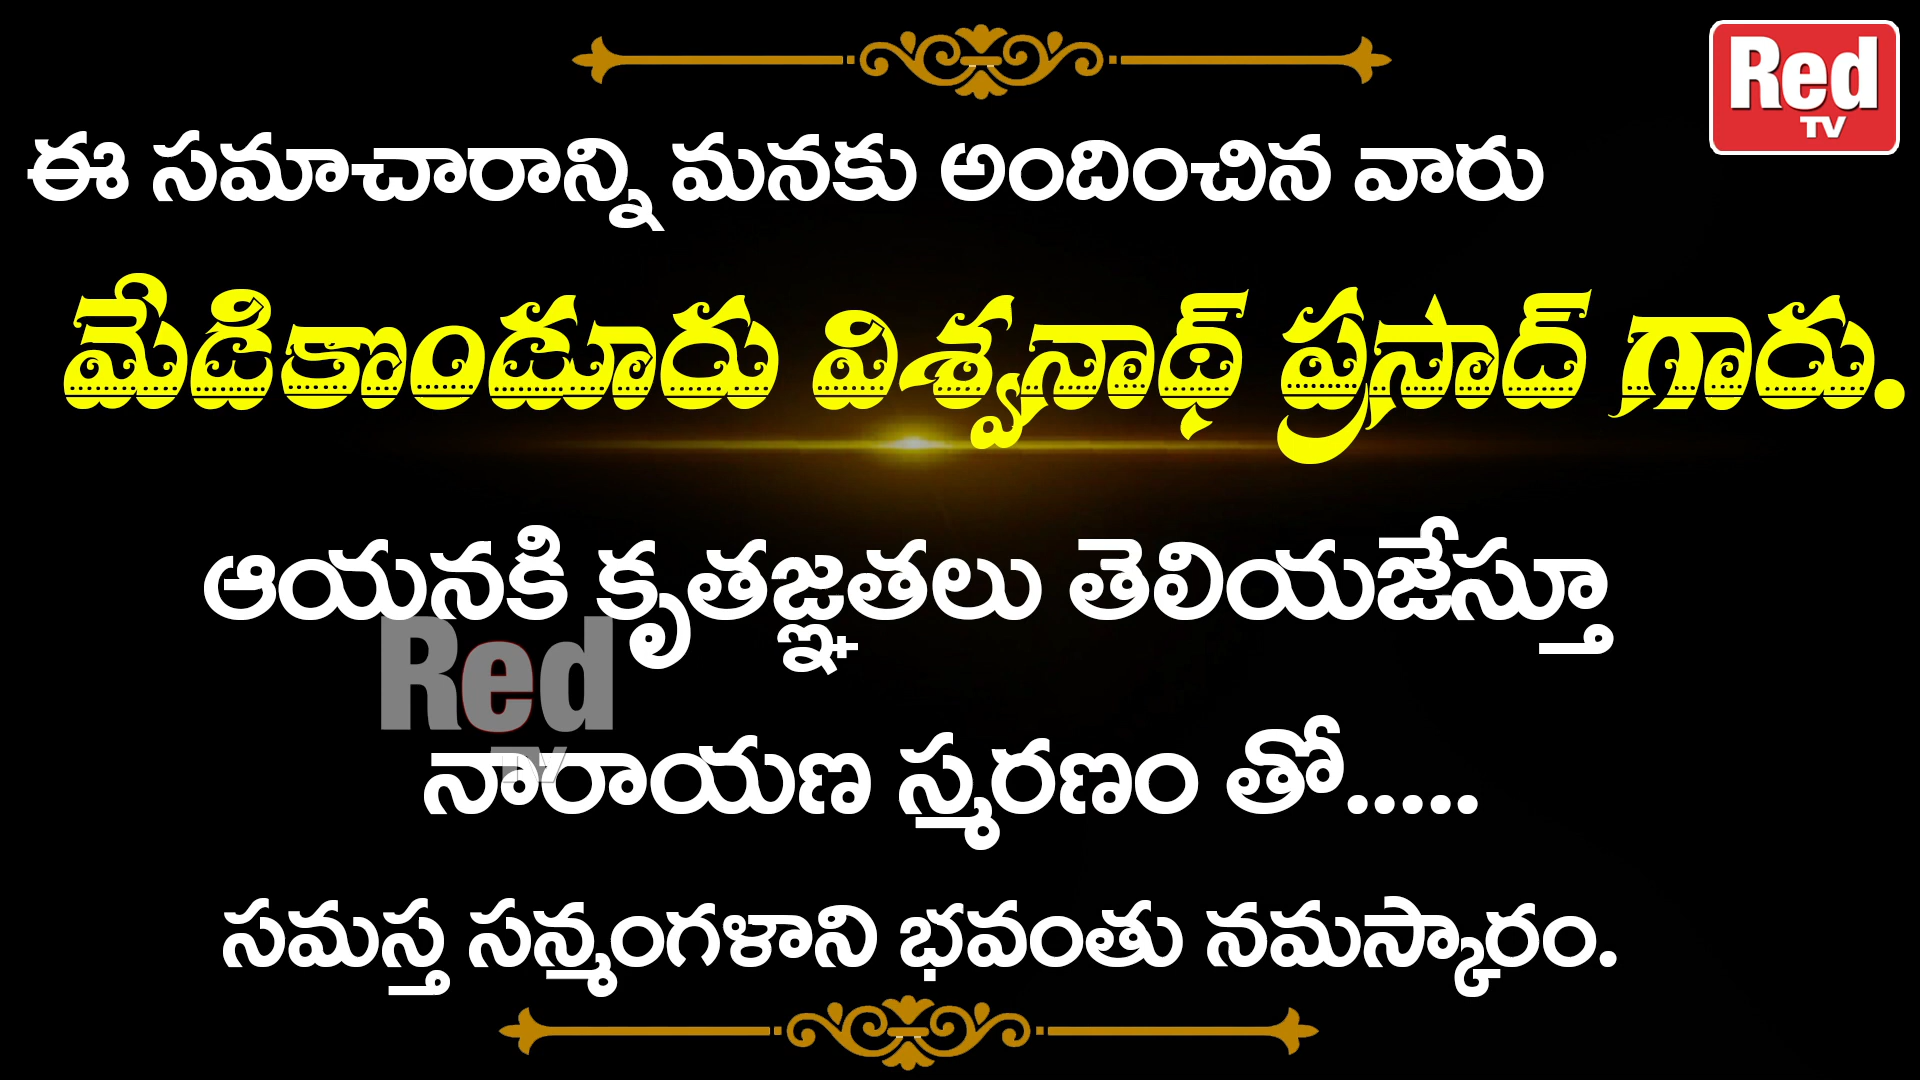 Red
TV
ఈ సమాచారాన్ని మనకు అందించిన వారు
మేడికొండూరు విశ్వనాథ్ ప్రసాద్ గారు.
ఆయనకి కృతజ్ఞతలు తెలియజేస్తూ
Red
TV
నారాయణ స్మరణం తో.....
సమస్త సన్మంగళాని భవంతు నమస్కారం.